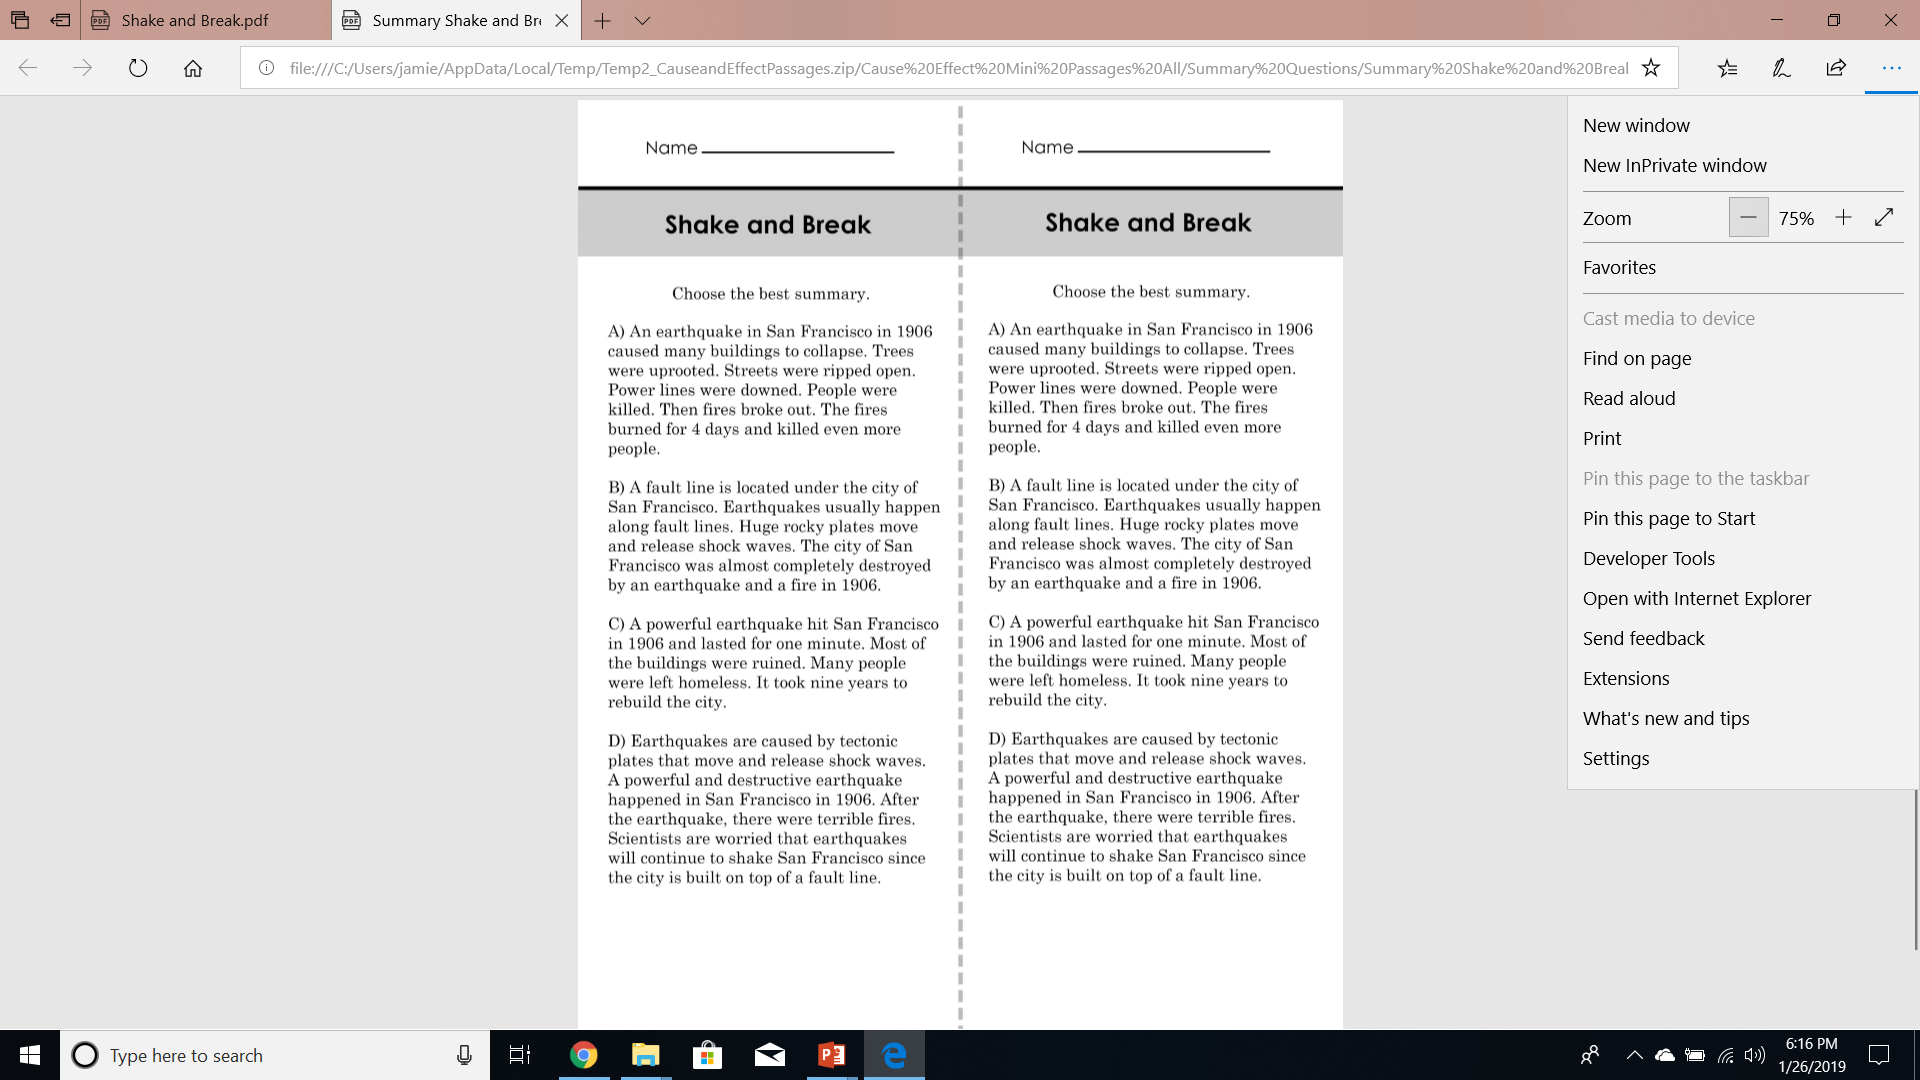 Shake and Break.pdf
Summary Shake and Bre
file:///C:/Users/jamie/AppData/Local/Temp/Temp2_CauseandEffectPassages.zip/Cause%20Effect%20Mini%20Passages%20All/Summary%20Questions/Summary%20Shake%20and%20Breal
Name
Shake and Break
Choose the best summary.
A) An earthquake in San Francisco in 1906
caused many buildings to collapse. Trees
were uprooted. Streets were ripped open.
Power lines were downed. People were
killed. Then fires broke out. The fires
burned for 4 days and killed even more
people.
B) A fault line is located under the city of
San Francisco. Earthquakes usually happen
along fault lines. Huge rocky plates move
and release shock waves. The city of San
Francisco was almost completely destroyed
by an earthquake and a fire in 1906.
C) A powerful earthquake hit San Francisco
in 1906 and lasted for one minute. Most of
the buildings were ruined. Many people
were left homeless. It took nine years to
rebuild the city.
D) Earthquakes are caused by tectonic
plates that move and release shock waves.
A powerful and destructive earthquake
happened in San Francisco in 1906. After
the earthquake, there were terrible fires.
Scientists are worried that earthquakes
will continue to shake San Francisco since
the city is built on top of a fault line.
Name
Shake and Break
Choose the best summary.
A) An earthquake in San Francisco in 1906
caused many buildings to collapse. Trees
were uprooted. Streets were ripped open.
Power lines were downed. People were
killed. Then fires broke out. The fires
burned for 4 days and killed even more
people.
B) A fault line is located under the city of
San Francisco. Earthquakes usually happen
along fault lines. Huge rocky plates move
and release shock waves. The city of San
Francisco was almost completely destroyed
by an earthquake and a fire in 1906.
C) A powerful earthquake hit San Francisco
in 1906 and lasted for one minute. Most of
the buildings were ruined. Many people
were left homeless. It took nine years to
rebuild the city.
D) Earthquakes are caused by tectonic
plates that move and release shock waves.
A powerful and destructive earthquake
happened in San Francisco in 1906. After
the earthquake, there were terrible fires.
Scientists are worried that earthquakes
will continue to shake San Francisco since
the city is built on top of a fault line.
New window
New InPrivate window
Zoom 75%
Favorites
Cast media to device
Find on page
Read aloud
Print
Pin this page to the taskbar
Pin this page to Start
Developer Tools
Open with Internet Explorer
Send feedback
Extensions
What's new and tips
Settings
Type here to search
6:16 PM
1/26/2019